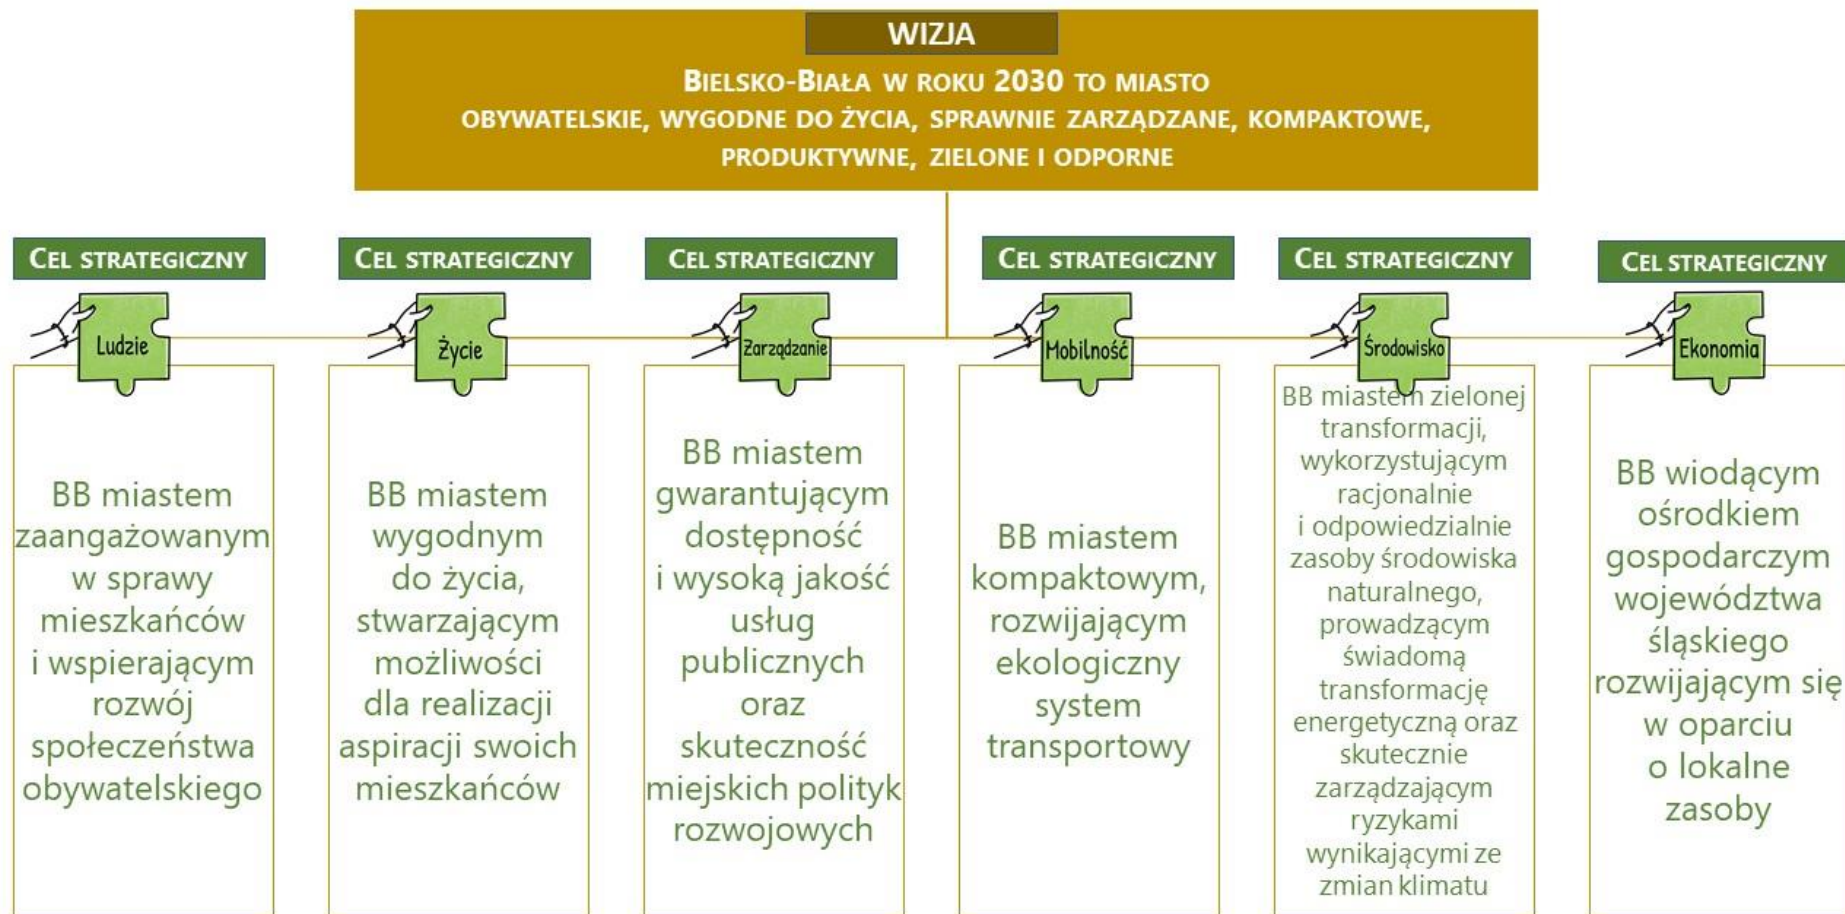 WIZJA
BIELSKO-BIAŁA W ROKU 2030 TO MIASTO
OBYWATELSKIE, WYGODNE DO ŻYCIA, SPRAWNIE ZARZĄDZANE, KOMPAKTOWE,
PRODUKTYWNE, ZIELONE I ODPORNE
CEL STRATEGICZNY
Ludzie
BB miastem
zaangażowanym
w sprawy
mieszkańców
i wspierającym
rozwój
społeczeństwa
obywatelskiego
CEL STRATEGICZNY
Życie
BB miastem
wygodnym
do życia,
stwarzającym
możliwości
dla realizacji
aspiracji swoich
mieszkańców
CEL STRATEGICZNY
Zarządzanie
BB miastem
gwarantującym
dostępność
i wysoką jakość
usług
publicznych
oraz
skuteczność
miejskich polityk
rozwojowych
CEL STRATEGICZNY
Mobilność
BB miastem
kompaktowym,
rozwijającym
ekologiczny
system
transportowy
CEL STRATEGICZNY
Środowisko
BB miastem zielonej
transformacji,
wykorzystującym
racjonalnie
i odpowiedzialnie
zasoby środowiska
naturalnego,
prowadzącym
świadomą
transformację
energetyczną oraz
skutecznie
zarządzającym
ryzykami
wynikającymi ze
zmian klimatu
CEL STRATEGICZNY
Ekonomia
BB wiodącym
ośrodkiem
gospodarczym
województwa
śląskiego
rozwijającym się
w oparciu
o lokalne
zasoby